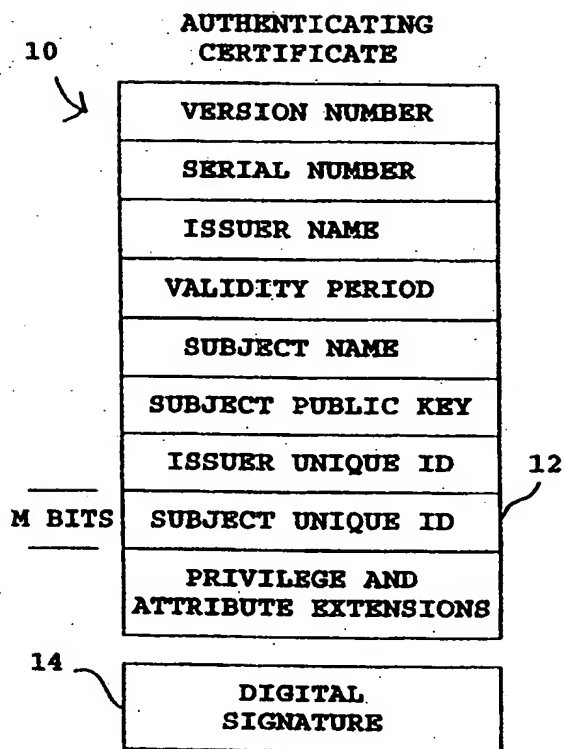 AUTHENTICATING
CERTIFICATE
10
VERSION NUMBER
SERIAL NUMBER
ISSUER NAME
VALIDITY PERIOD
SUBJECT NAME
SUBJECT PUBLIC KEY
ISSUER UNIQUE ID
12
M BITS
SUBJECT UNIQUE ID
PRIVILEGE AND
ATTRIBUTE EXTENSIONS
14
DIGITAL
SIGNATURE